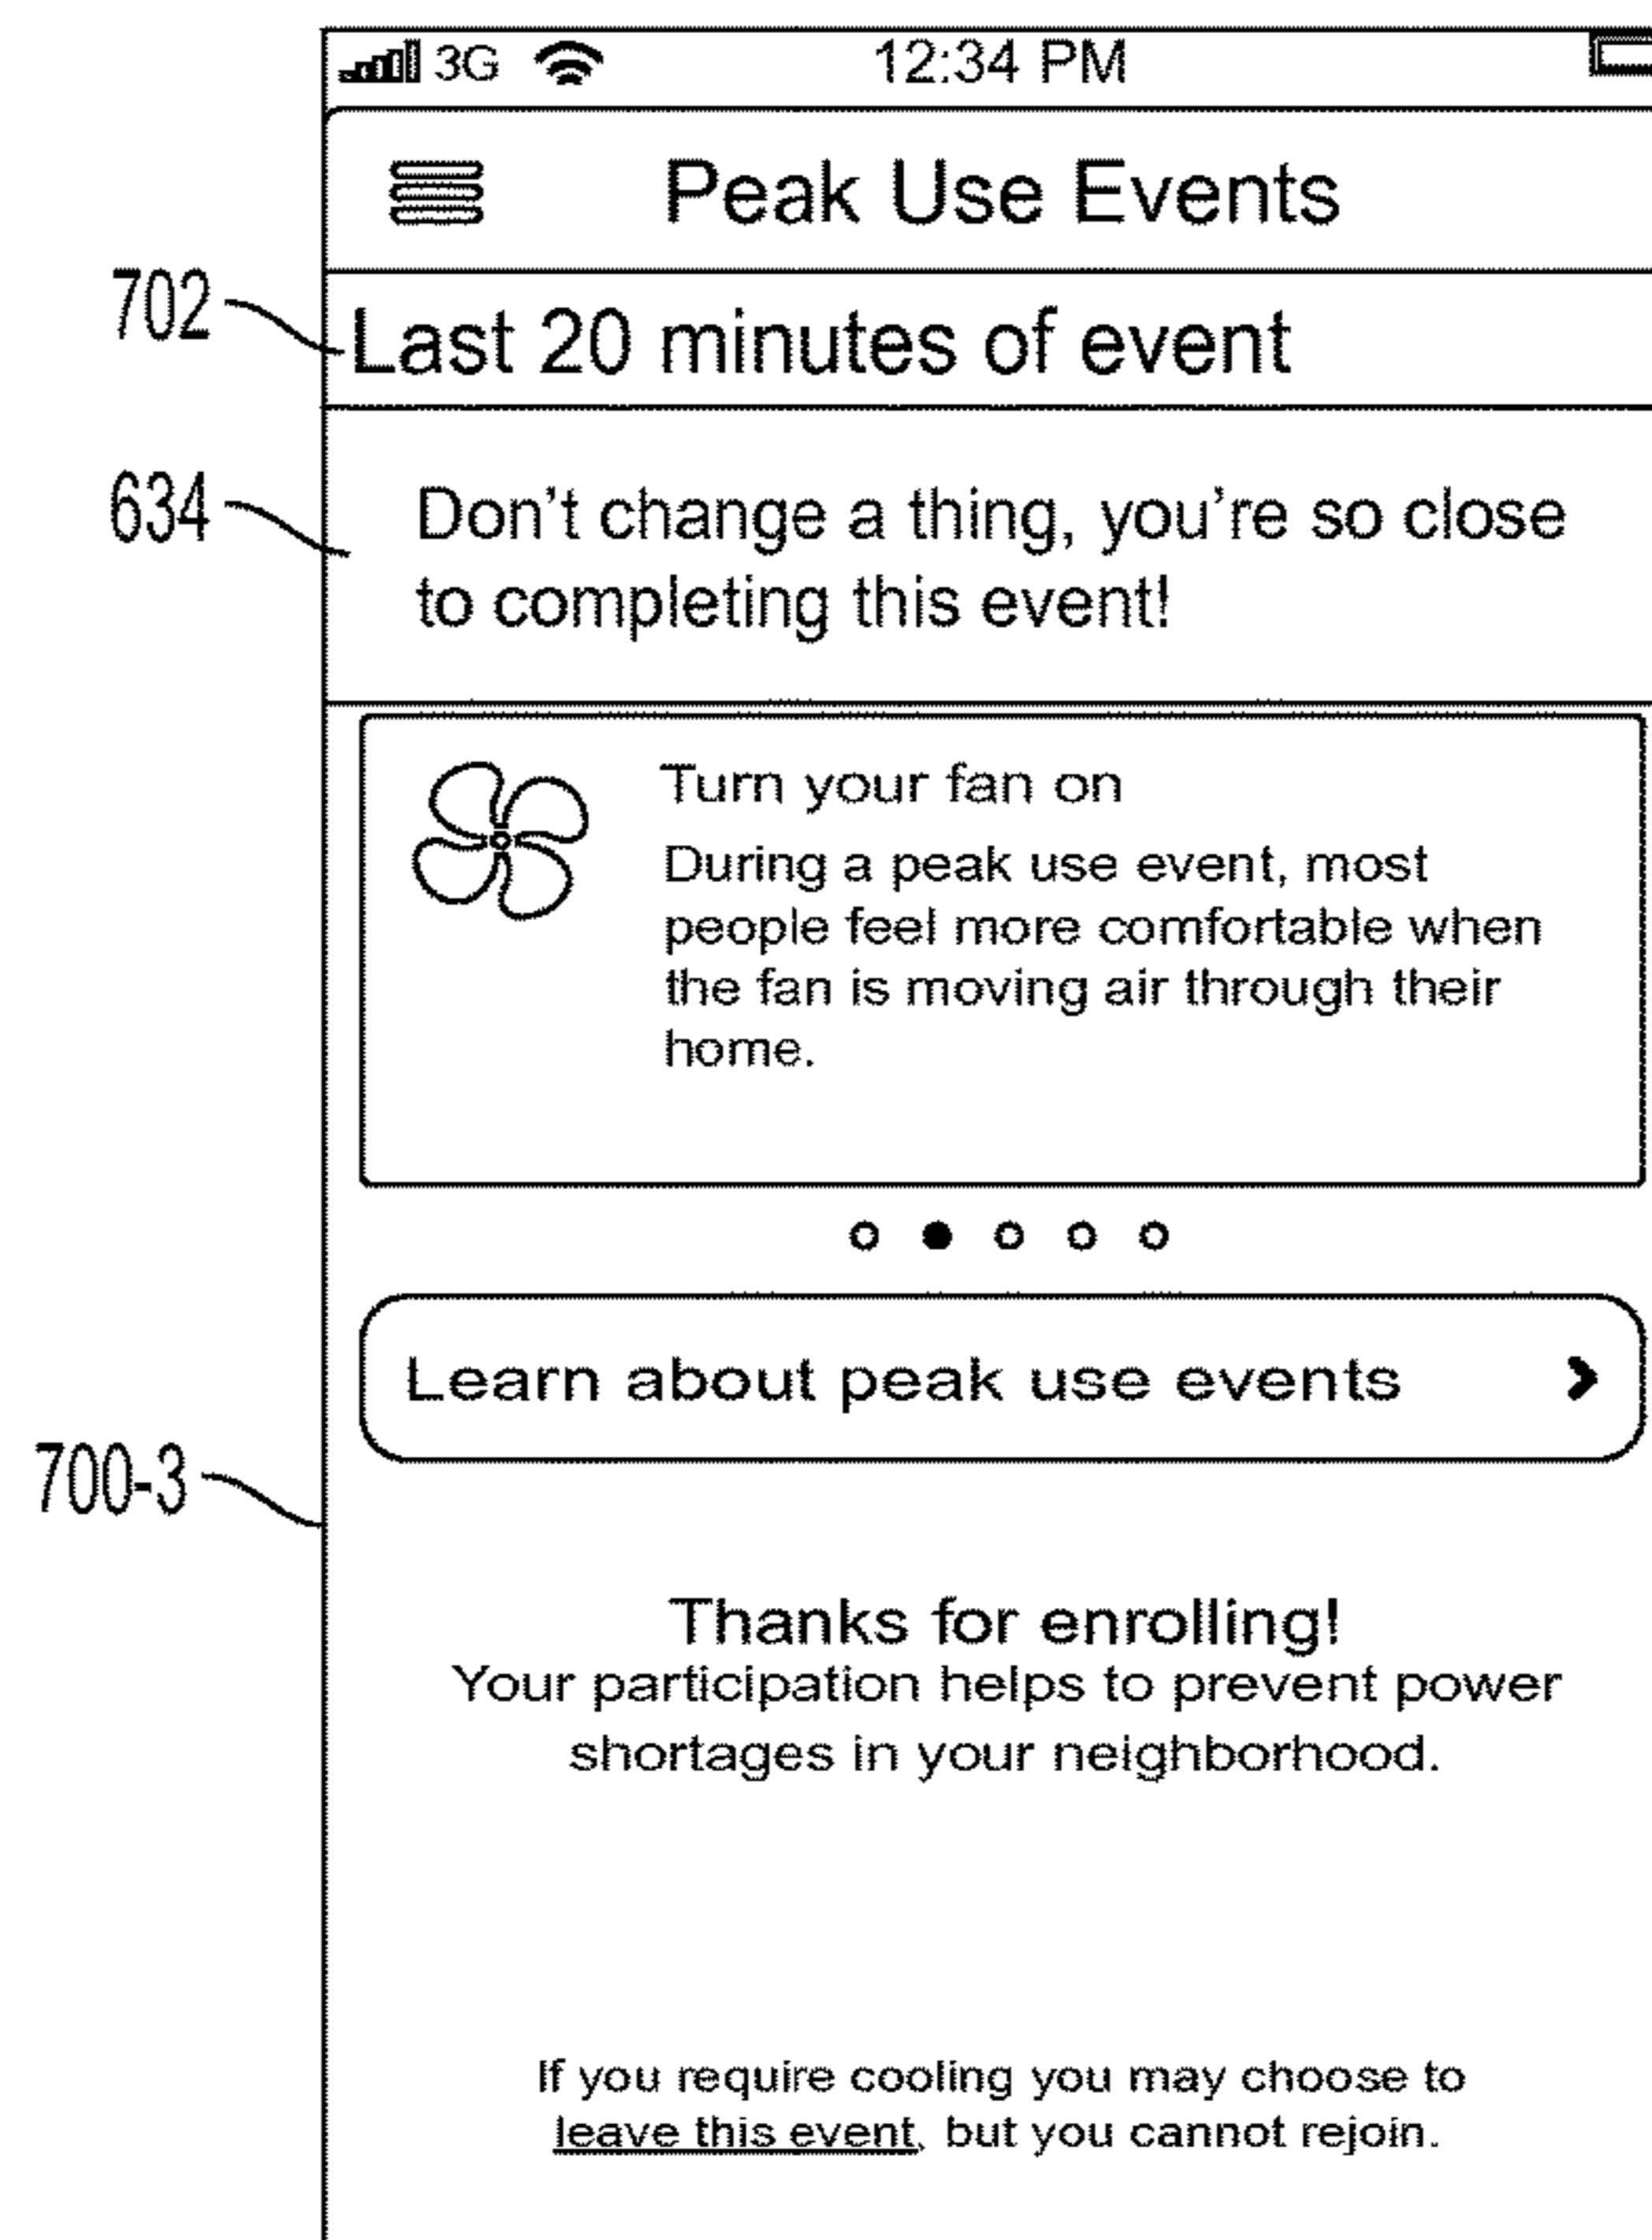 3G 12:34 PM
Peak Use Events
702
Last 20 minutes of event
634
Don't change a thing, you're so close
to completing this event!
Turn your fan on
During a peak use event, most
people feel more comfortable when
the fan is moving air through their
home.
Learn about peak use events
700-3
Thanks for enrolling!
Your participation helps to prevent power
shortages in your neighborhood.
If you require cooling you may choose to
leave this event, but you cannot rejoin.